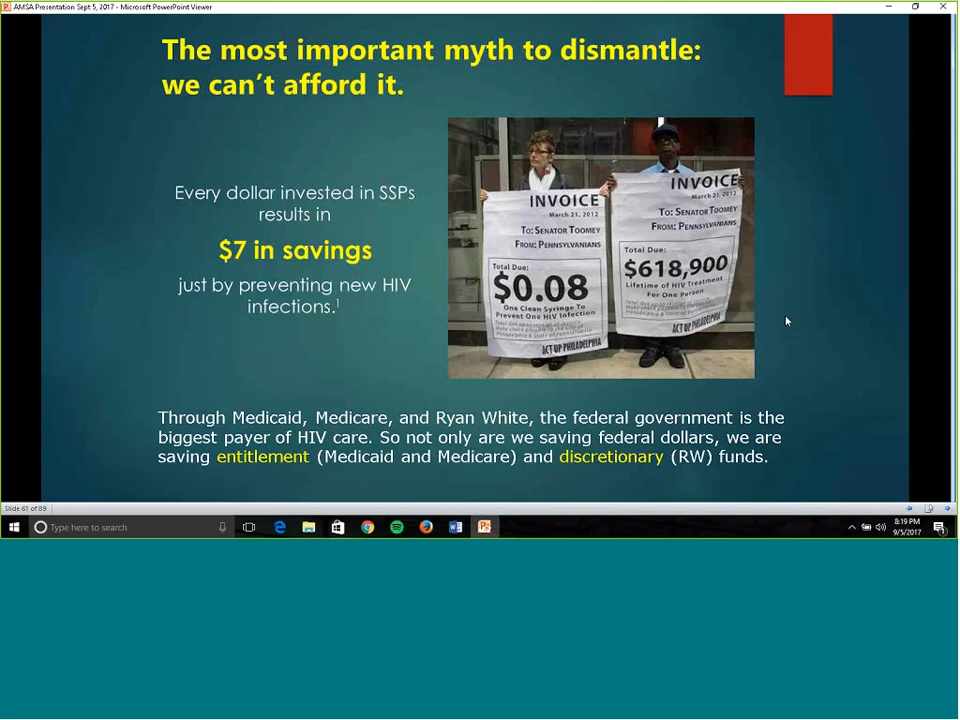 AMSA Presentation Sept 5, 2017 - Microsoft PowerPoint Viewer
The most important myth to dismantle:
we can't afford it.
Every dollar invested in SSPs
results in
$7 in savings
just by preventing new HIV
infections.1
INVOICE
March 21, 2012
To: Senator Toomey
From: Pennsylvanians
Total Due:
$0.08
One Clean Syringe To
Prevent One HIV Infection
ACT UP PHILADELPHIA
INVOICE
March 21, 2012
To: Senator Toomey
From: Pennsylvanians
Total Due:
$618,900
Lifetime of HIV Treatment
For One Person
ACT UP PHILADELPHIA
Through Medicaid, Medicare, and Ryan White, the federal government is the
biggest payer of HIV care. So not only are we saving federal dollars, we are
saving entitlement (Medicaid and Medicare) and discretionary (RW) funds.
Slide 61 of 89
Type here to search
8:19 PM
9/5/2017